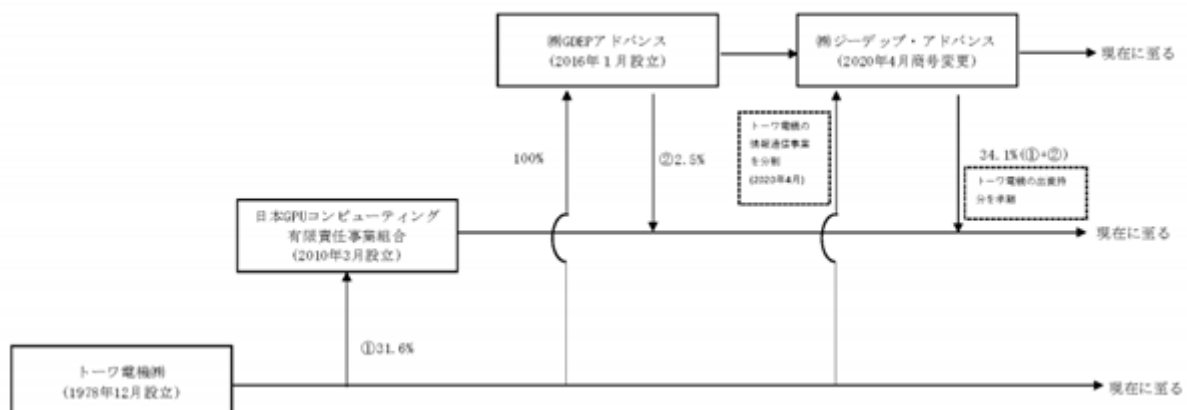 ㈱GDEPアドバンス
(2016年1月設立)
㈱ジーデップ・アドバンス
(2020年4月商号変更)
現在に至る
100%
②2.5%
トーワ電機の
情報通信事業
を分割
(2020年4月)
34.1%(①+②)
トーワ電機の出資持
分を承継
日本GPUコンピューティング
有限責任事業組合
(2010年3月設立)
現在に至る
①31.6%
トーワ電機㈱
(1978年12月設立)
現在に至る